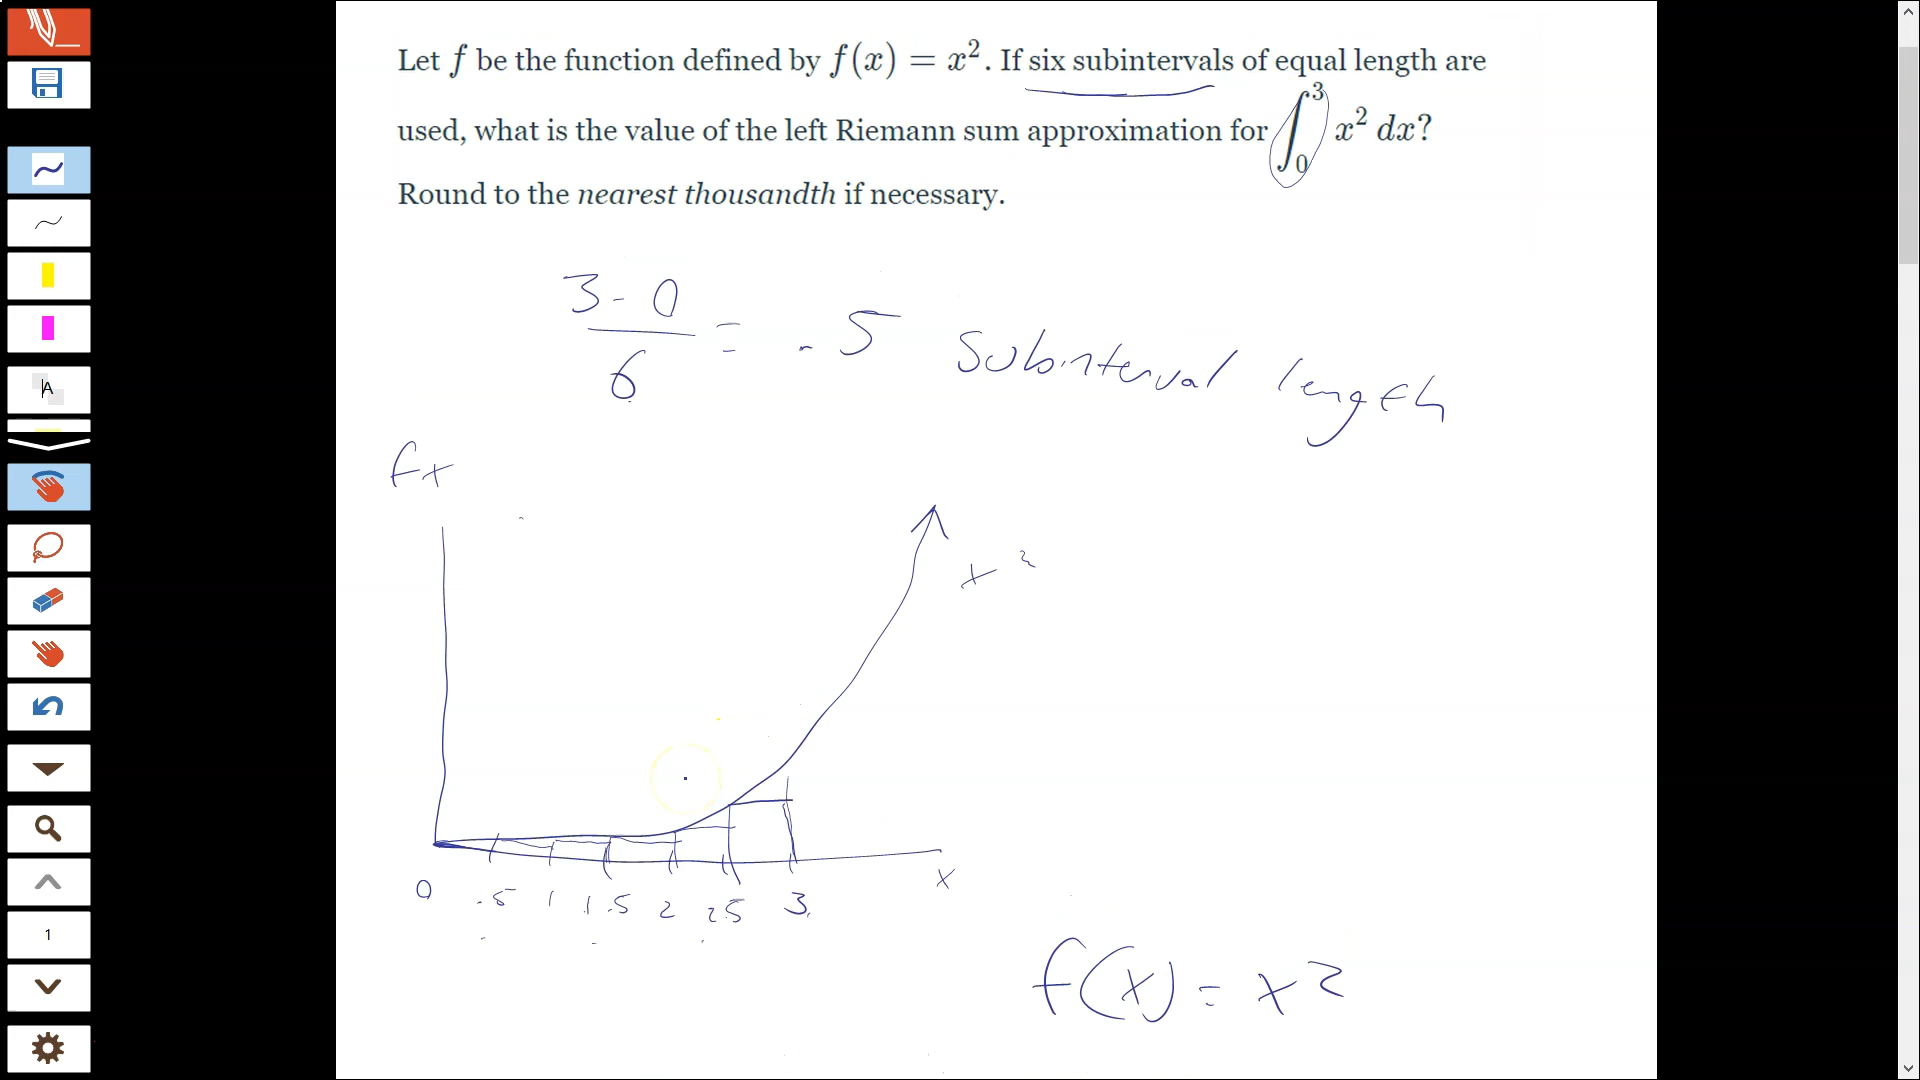 Let f be the function defined by f(x) = x². If six subintervals of equal length are
used, what is the value of the left Riemann sum approximation for ∫₀³ x² dx?
Round to the nearest thousandth if necessary.
3 - 0
6
= .5 subinterval length
fx
x²
0 .5 1 1.5 2 2.5 3
x
f(x) = x²
A
1